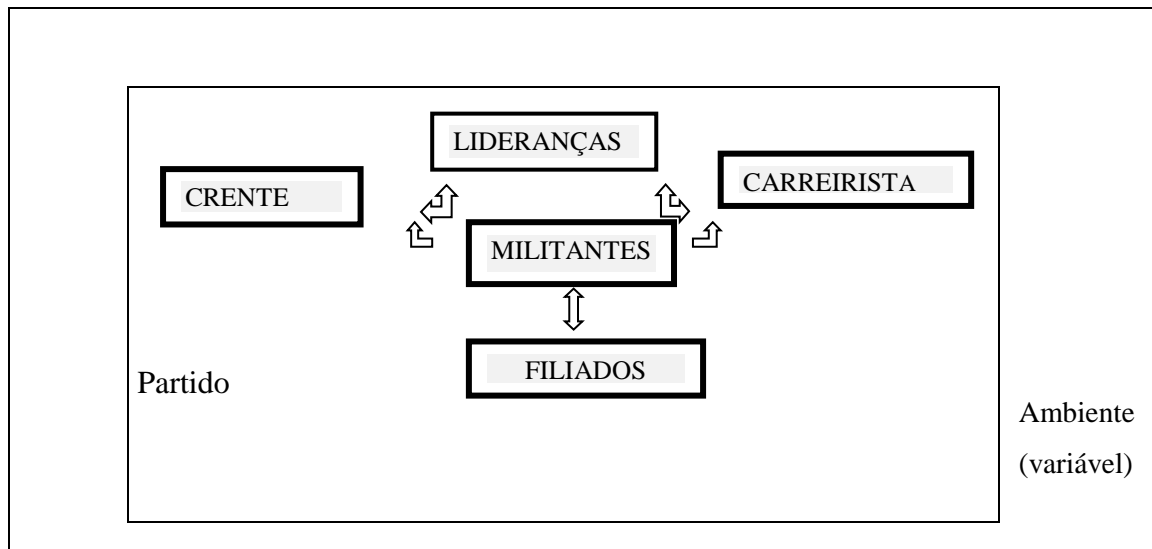 LIDERANÇAS
CRENTE
CARREIRISTA
MILITANTES
FILIADOS
Partido
Ambiente
(variável)